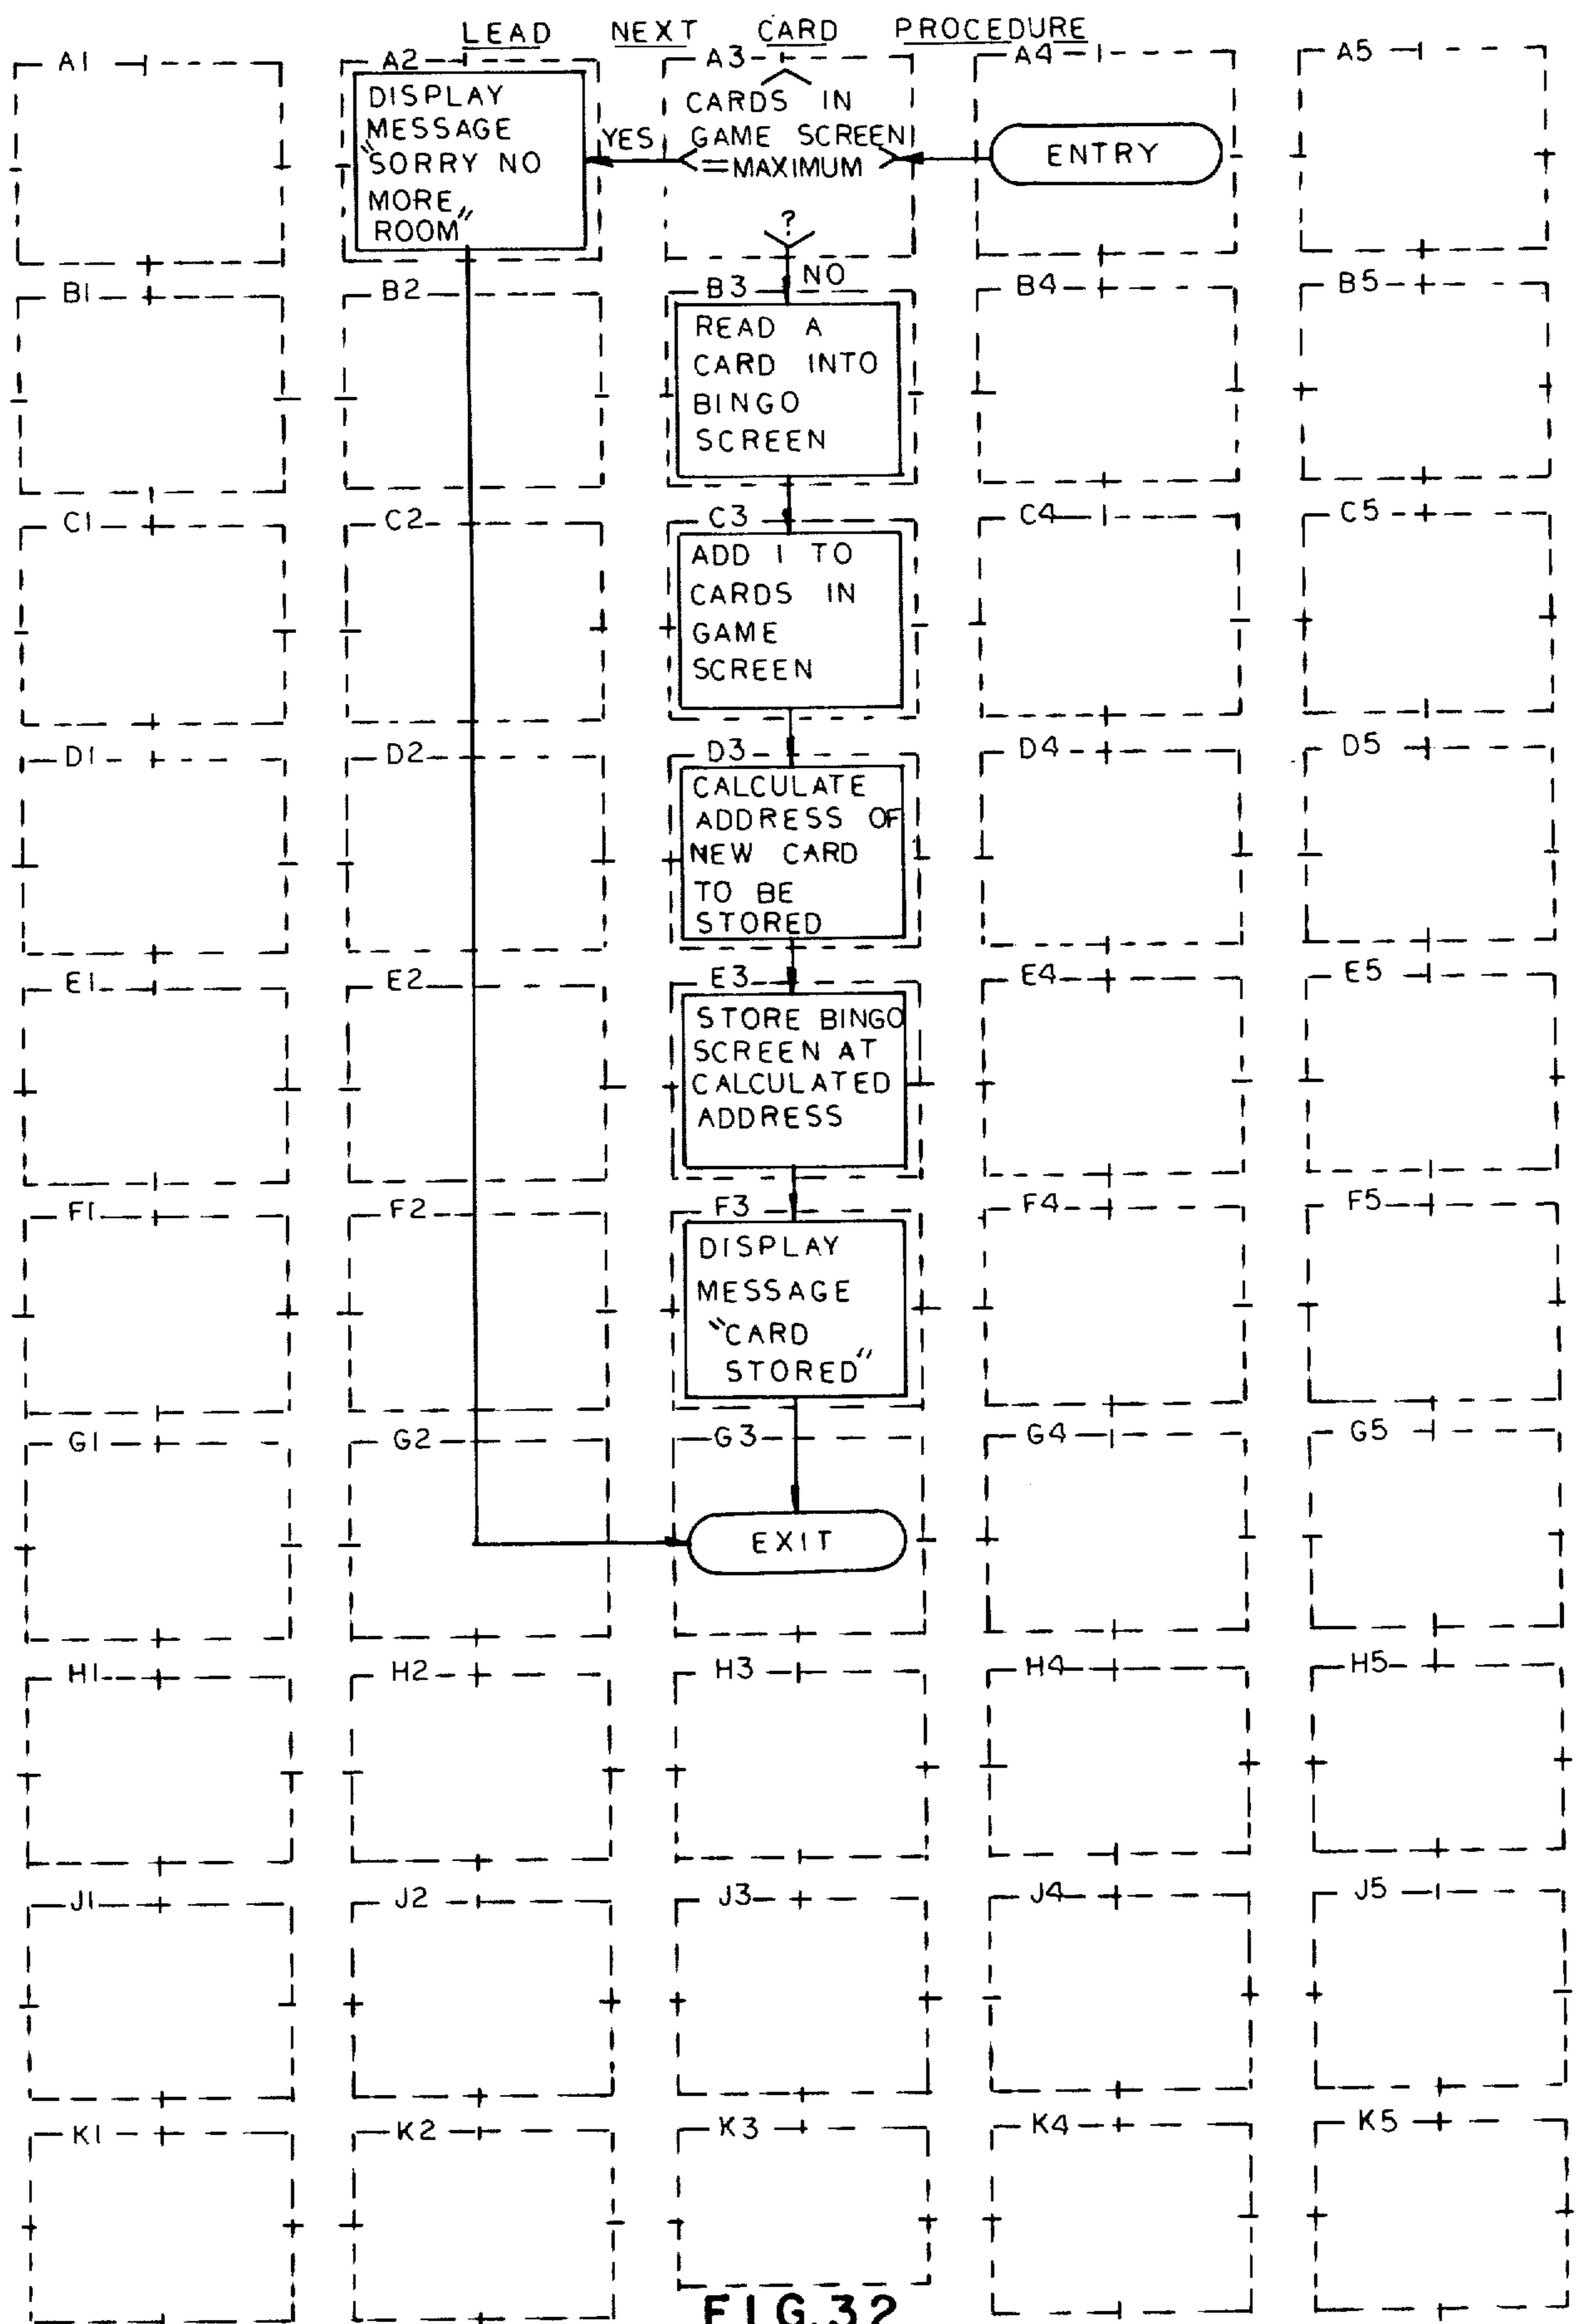 LEAD NEXT CARD PROCEDURE
A1 A2 A3 A4 A5
DISPLAY
MESSAGE
"SORRY NO
MORE
ROOM"
YES
CARDS IN
GAME SCREEN
=MAXIMUM
?
ENTRY
NO
B1 B2 B3 B4 B5
READ A
CARD INTO
BINGO
SCREEN
C1 C2 C3 C4 C5
ADD 1 TO
CARDS IN
GAME
SCREEN
D1 D2 D3 D4 D5
CALCULATE
ADDRESS OF
NEW CARD
TO BE
STORED
E1 E2 E3 E4 E5
STORE BINGO
SCREEN AT
CALCULATED
ADDRESS
F1 F2 F3 F4 F5
DISPLAY
MESSAGE
"CARD
STORED"
G1 G2 G3 G4 G5
EXIT
H1 H2 H3 H4 H5
J1 J2 J3 J4 J5
K1 K2 K3 K4 K5
FIG.32